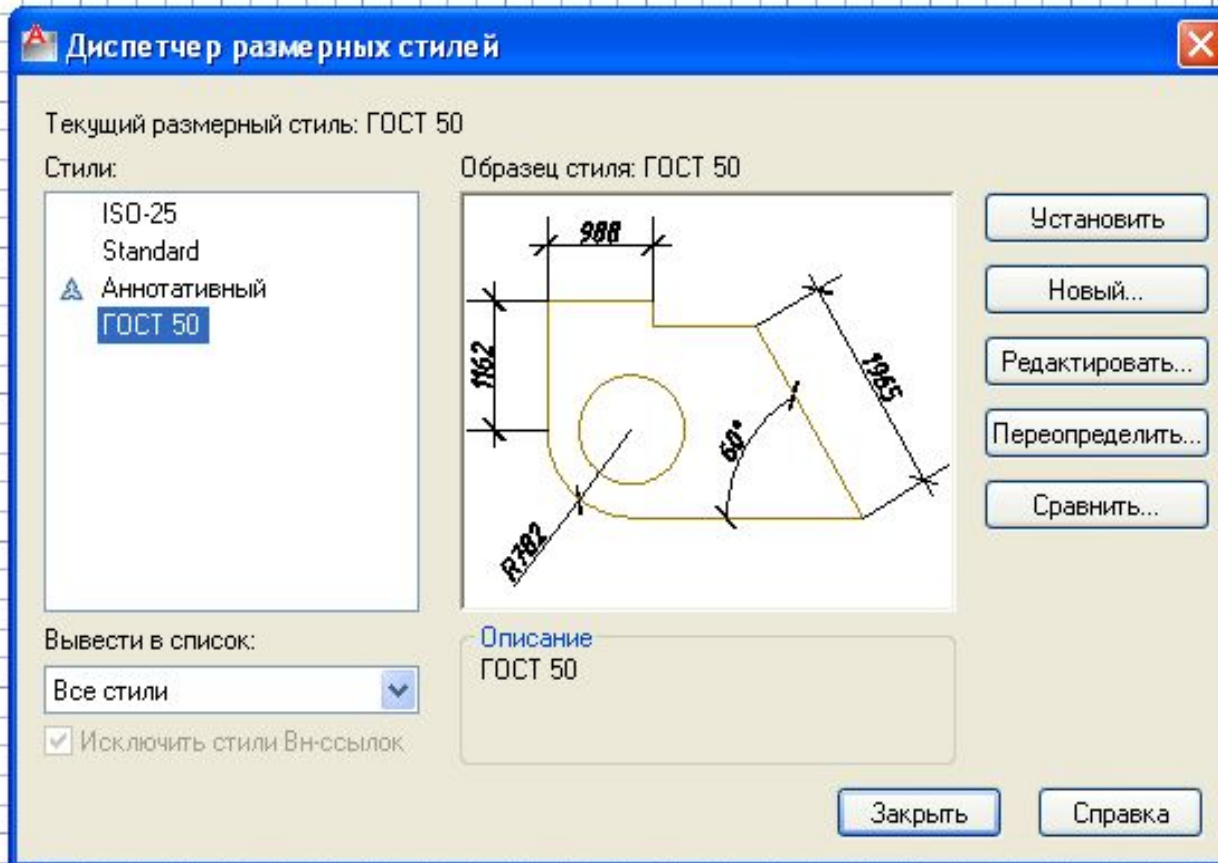 Диспетчер размерных стилей
Текущий размерный стиль: ГОСТ 50
Стили:
ISO-25
Standard
Аннотативный
ГОСТ 50
Образец стиля: ГОСТ 50
988
1162
1965
60°
R782
Установить
Новый...
Редактировать...
Переопределить...
Сравнить...
Вывести в список:
Все стили
Исключить стили Вн-ссылок
Описание
ГОСТ 50
Закрыть
Справка